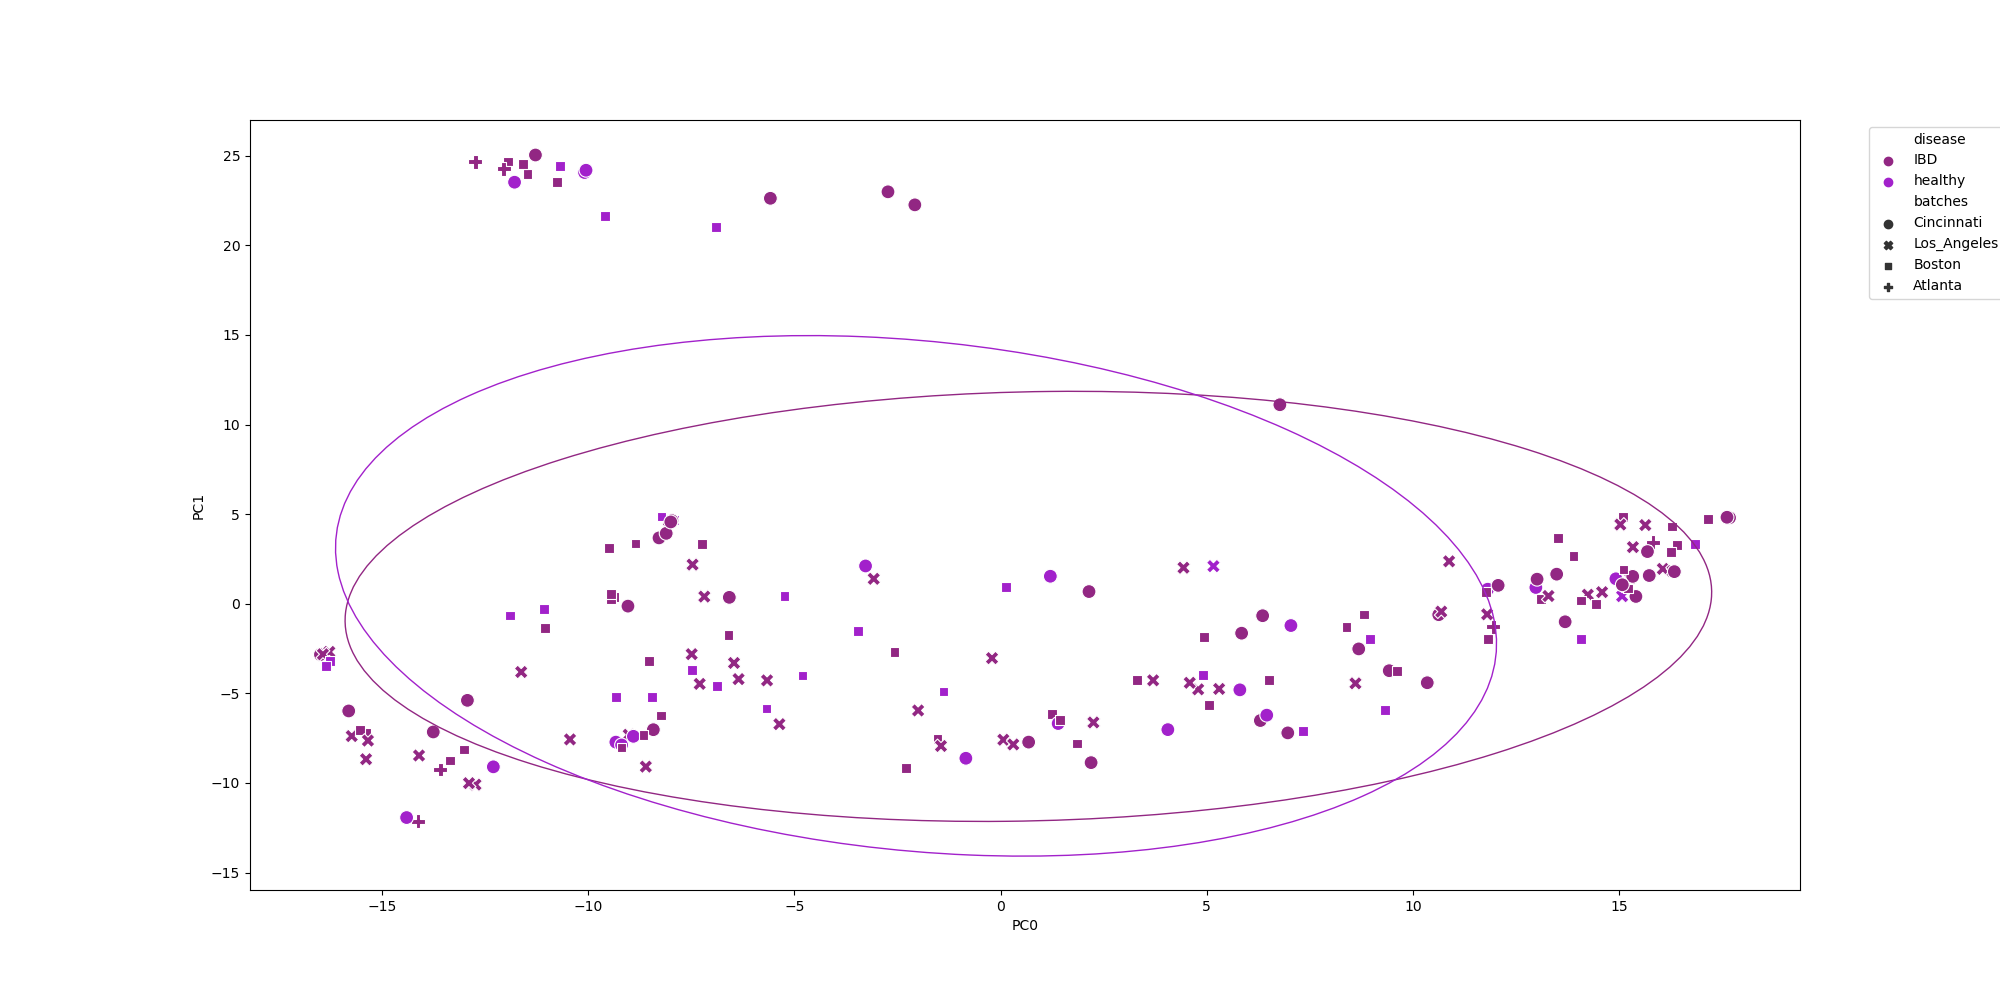 disease
IBD
healthy
batches
Cincinnati
Los_Angeles
Boston
Atlanta
25
20
15
10
5
0
−5
−10
−15
PC1
−15
−10
−5
0
5
10
15
PC0